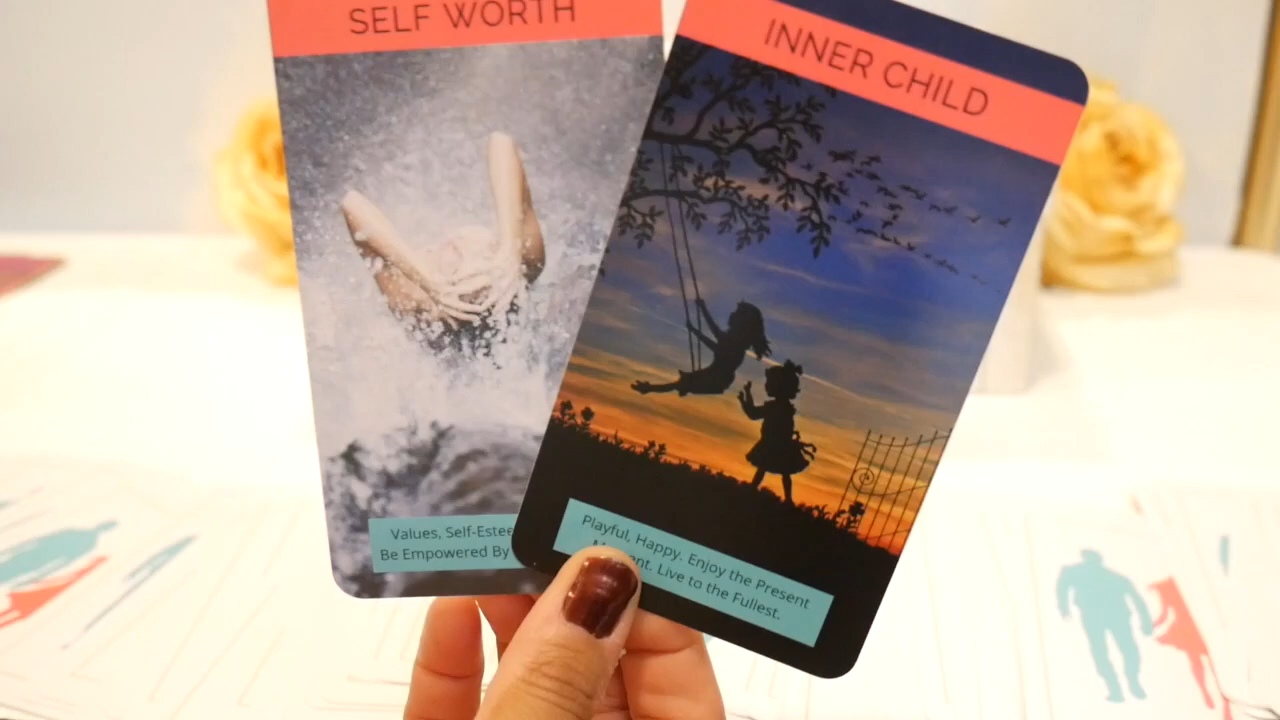 SELF WORTH
Values, Self-Estee
Be Empowered By
INNER CHILD
Playful, Happy. Enjoy the Present
Live to the Fullest.